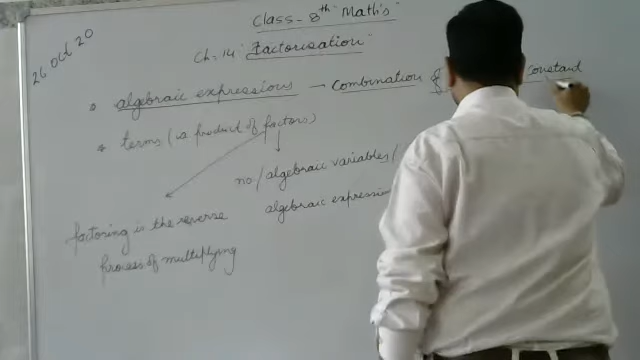 Class - 8th Maths
26 Oct 20
Ch. 14 Factorisation
• algebraic expressions → combination constant
• terms (is a product of factors)
no./algebraic variables/
algebraic expression
factoring is the reverse
process of multiplying